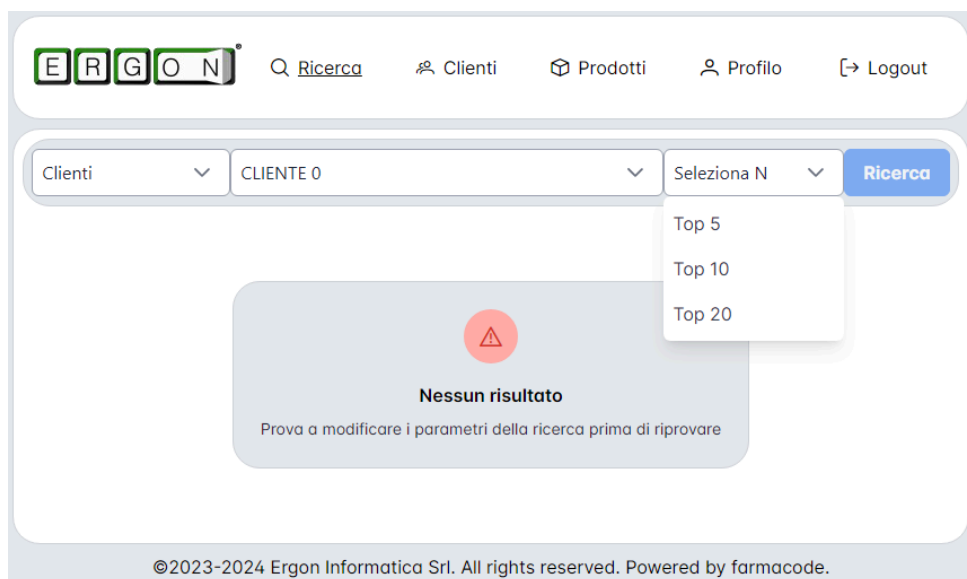 ERGON®
Ricerca
Clienti
Prodotti
Profilo
Logout
Clienti
CLIENTE 0
Seleziona N
Ricerca
Top 5
Top 10
Top 20
Nessun risultato
Prova a modificare i parametri della ricerca prima di riprovare
©2023-2024 Ergon Informatica Srl. All rights reserved. Powered by farmacode.